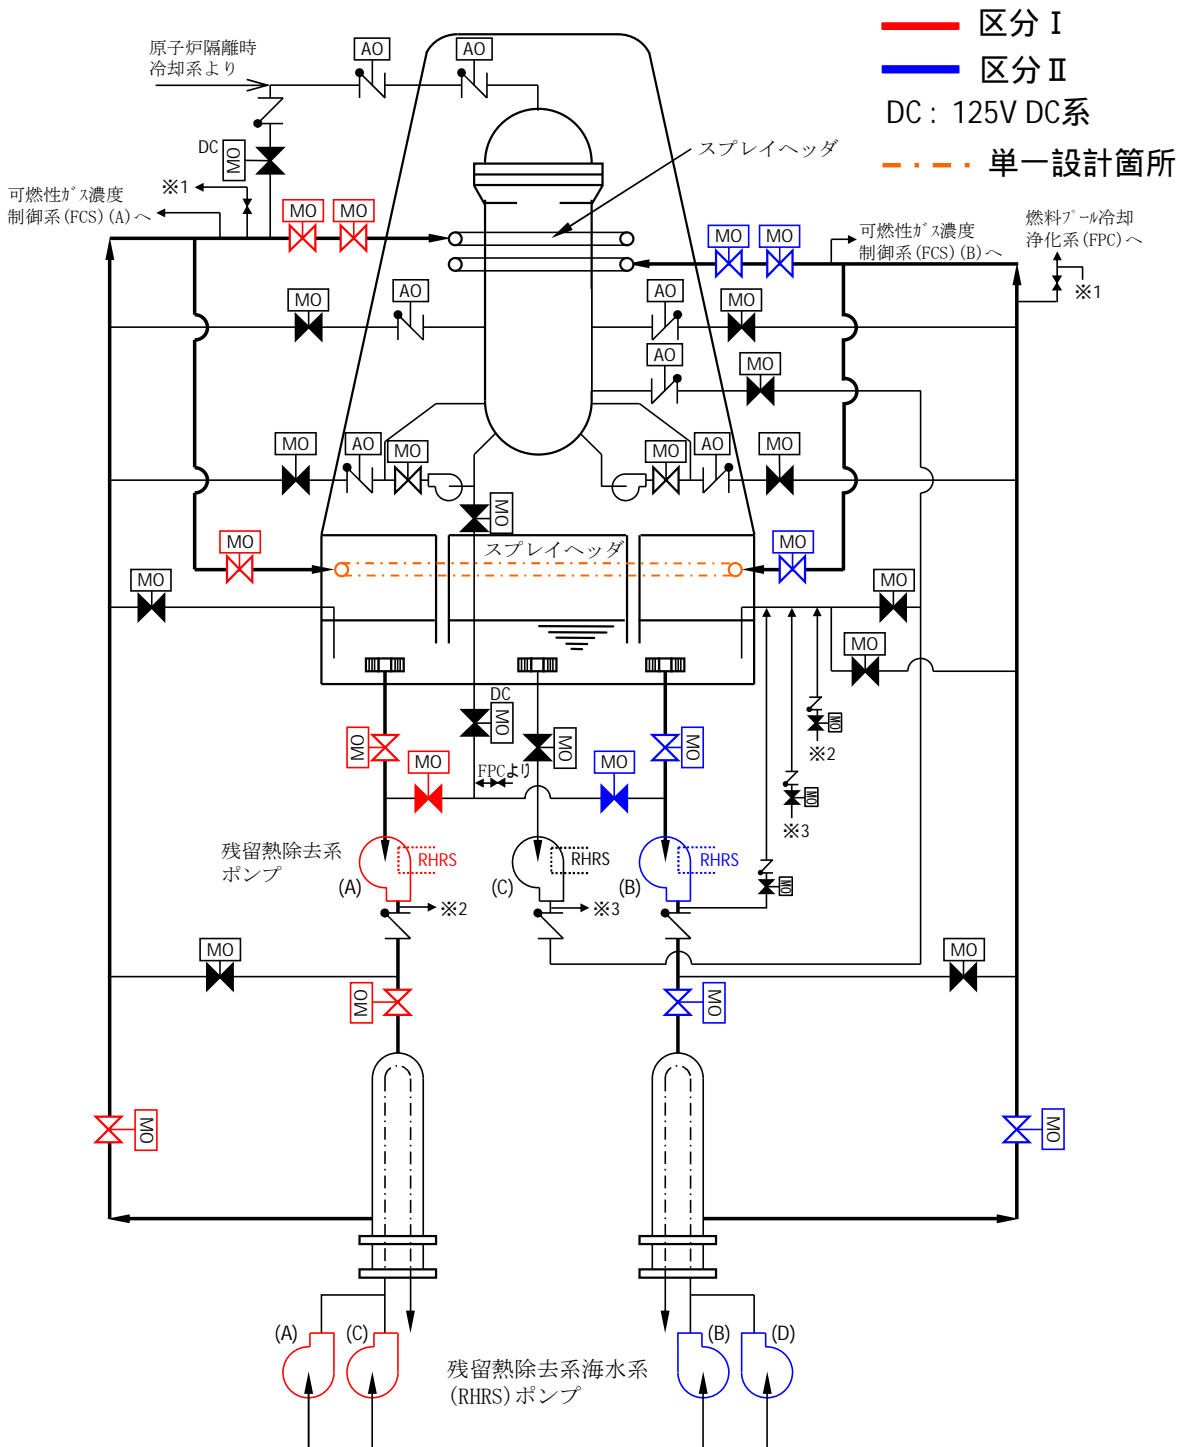 区分 I
区分 II
DC : 125V DC系
単一設計箇所
原子炉隔離時
冷却系より
AO
AO
DC
MO
スプレイヘッダ
※1
可燃性ガス濃度
制御系(FCS)(A)へ
MO
MO
MO
MO
可燃性ガス濃度
制御系(FCS)(B)へ
燃料プール冷却
浄化系(FPC)へ
※1
MO
AO
AO
MO
AO
MO
MO
AO
MO
MO
AO
MO
MO
MO
スプレイヘッダ
MO
MO
MO
MO
DC
MO
MO
MO
MO
MO
※2
MO
FPCより
MO
MO
※3
残留熱除去系
ポンプ
(A)
RHRS
(C)
RHRS
(B)
RHRS
MO
※2
※3
MO
MO
MO
MO
MO
MO
(A)
(C)
(B)
(D)
残留熱除去系海水系
(RHRS)ポンプ